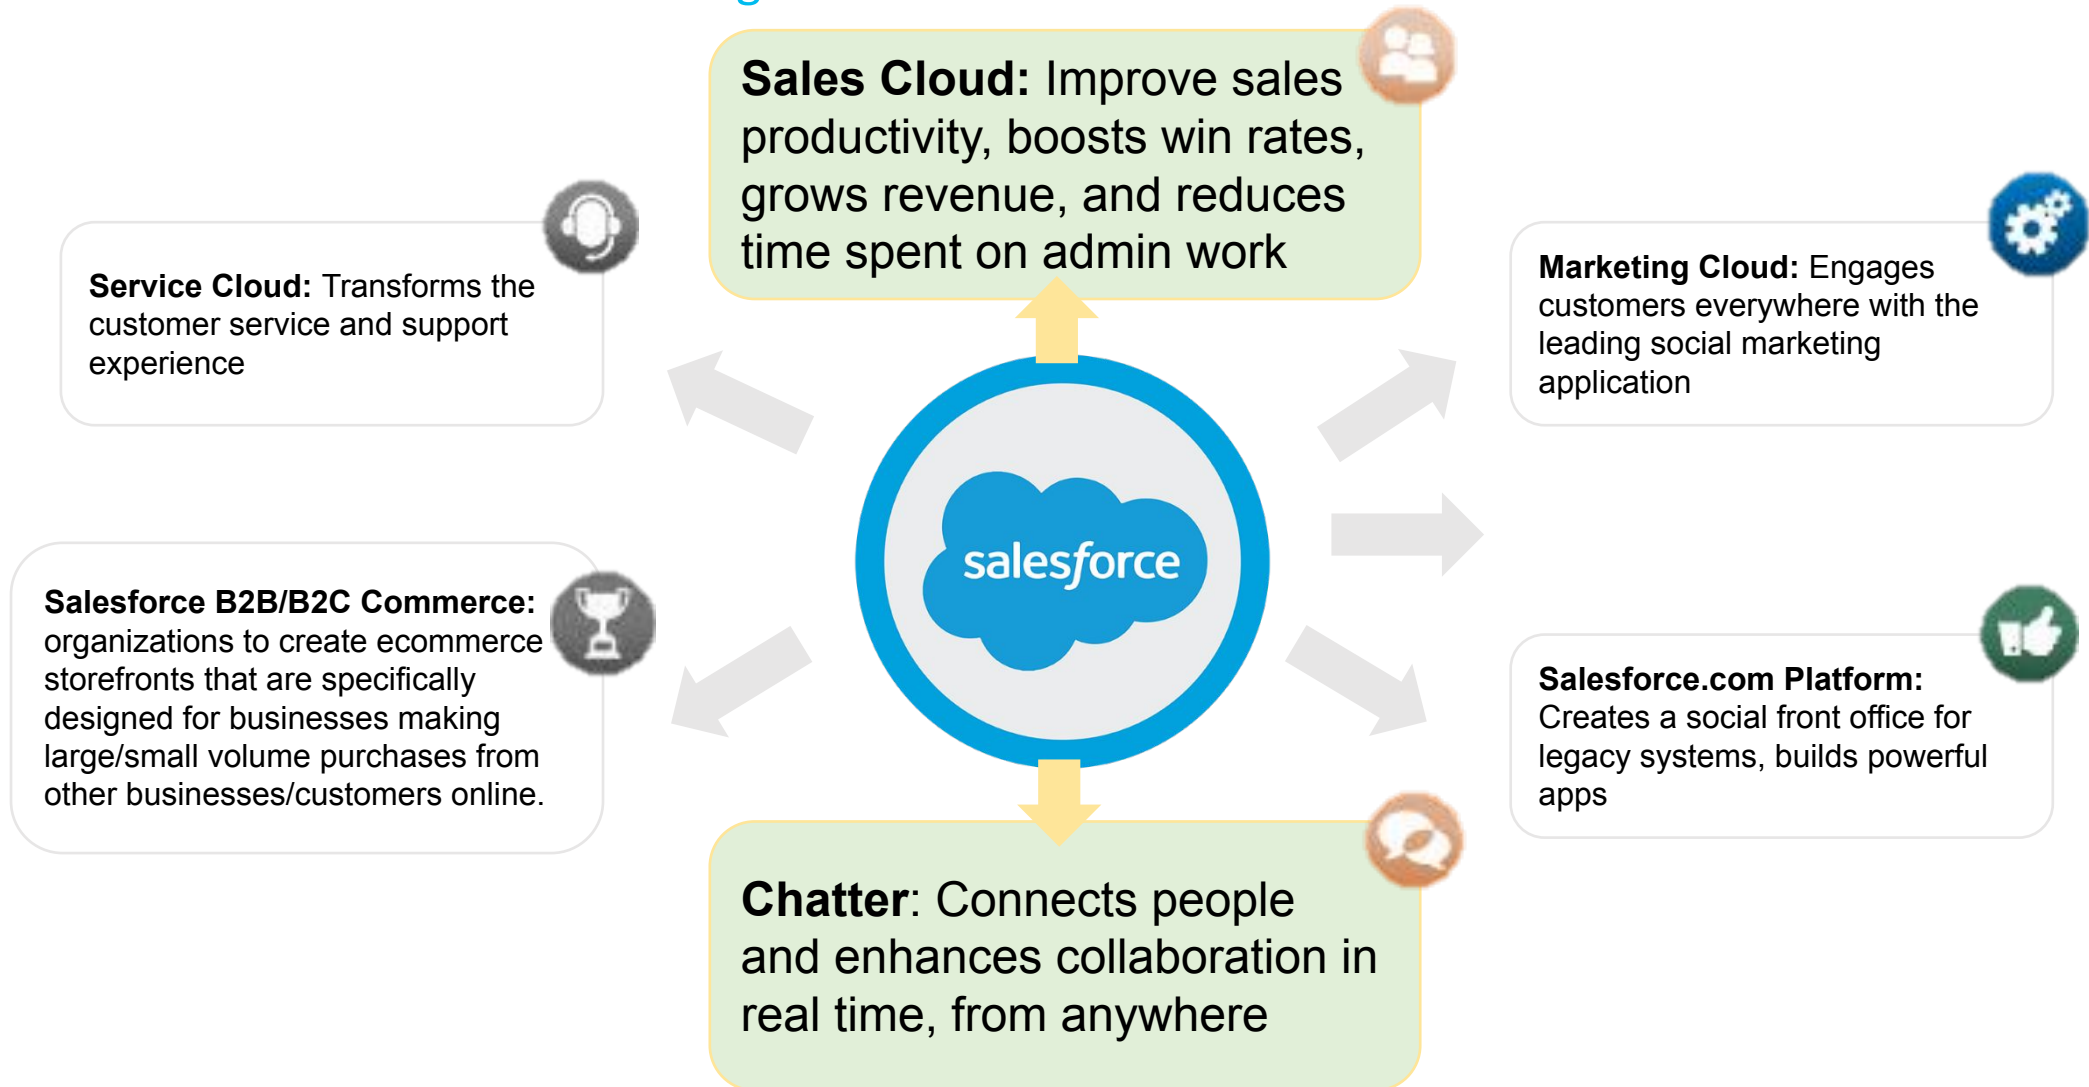 Sales Cloud: Improve sales
productivity, boosts win rates,
grows revenue, and reduces
time spent on admin work
Service Cloud: Transforms the
customer service and support
experience
Marketing Cloud: Engages
customers everywhere with the
leading social marketing
application
salesforce
Salesforce B2B/B2C Commerce:
organizations to create ecommerce
storefronts that are specifically
designed for businesses making
large/small volume purchases from
other businesses/customers online.
Salesforce.com Platform:
Creates a social front office for
legacy systems, builds powerful
apps
Chatter: Connects people
and enhances collaboration in
real time, from anywhere